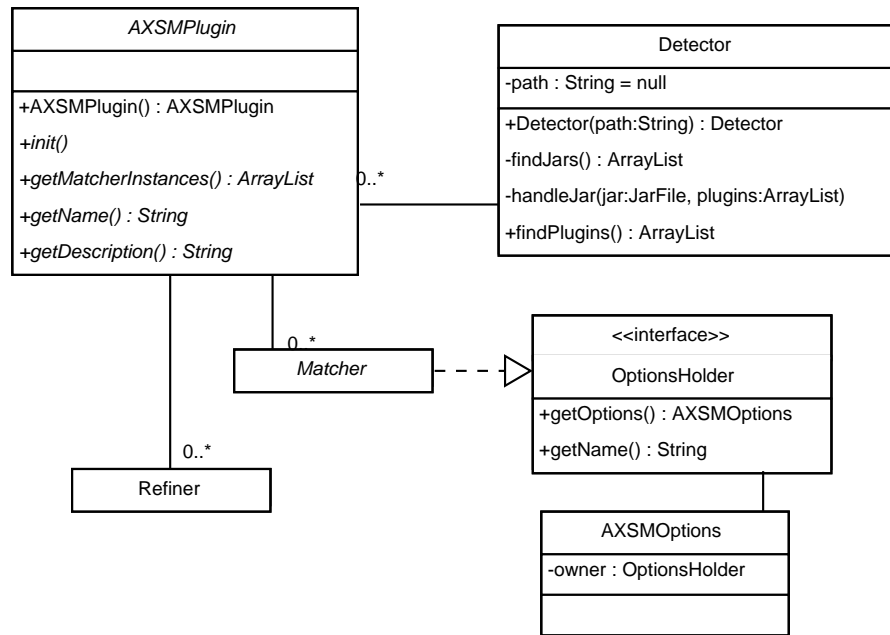 AXSMPlugin
+AXSMPlugin() : AXSMPlugin
+init()
+getMatcherInstances() : ArrayList
+getName() : String
+getDescription() : String
0..*
Detector
-path : String = null
+Detector(path:String) : Detector
-findJars() : ArrayList
-handleJar(jar:JarFile, plugins:ArrayList)
+findPlugins() : ArrayList
0..*
Matcher
<<interface>>
OptionsHolder
+getOptions() : AXSMOptions
+getName() : String
0..*
Refiner
AXSMOptions
-owner : OptionsHolder